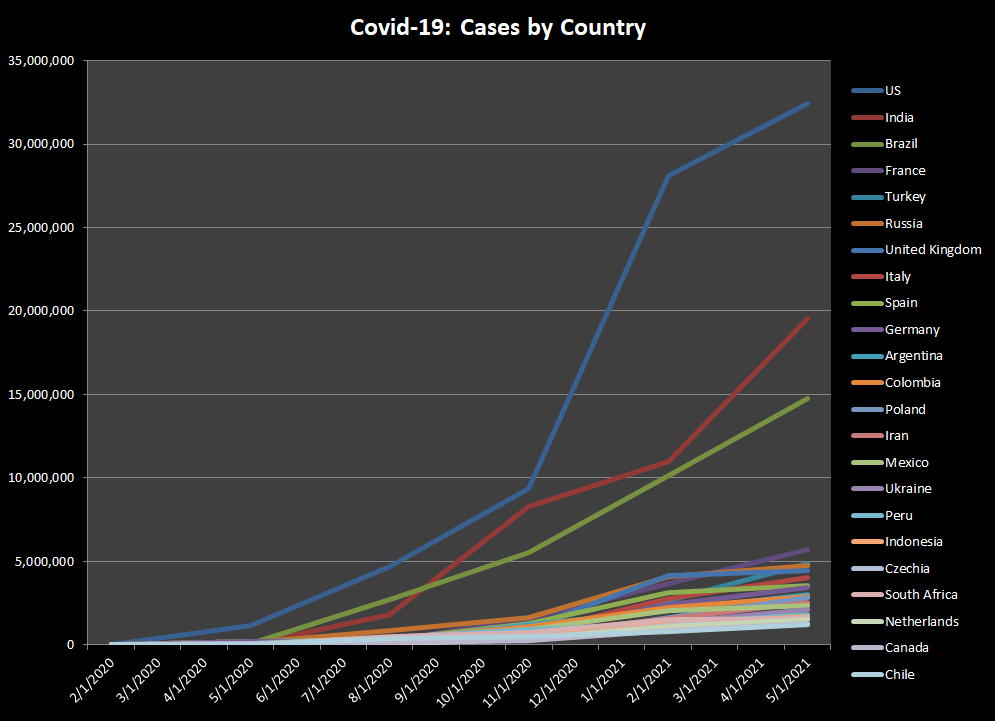 Covid-19: Cases by Country
35,000,000
30,000,000
25,000,000
20,000,000
15,000,000
10,000,000
5,000,000
0
2/1/2020
3/1/2020
4/1/2020
5/1/2020
6/1/2020
7/1/2020
8/1/2020
9/1/2020
10/1/2020
11/1/2020
12/1/2020
1/1/2021
2/1/2021
3/1/2021
4/1/2021
5/1/2021
US
India
Brazil
France
Turkey
Russia
United Kingdom
Italy
Spain
Germany
Argentina
Colombia
Poland
Iran
Mexico
Ukraine
Peru
Indonesia
Czechia
South Africa
Netherlands
Canada
Chile